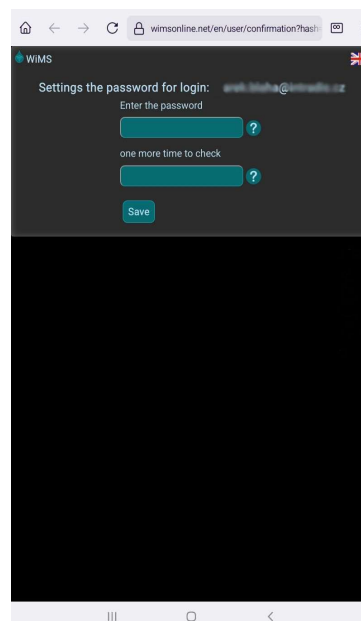 wimsonline.net/en/user/confirmation?hash
WiMS
Settings the password for login:
Enter the password
?
one more time to check
?
Save